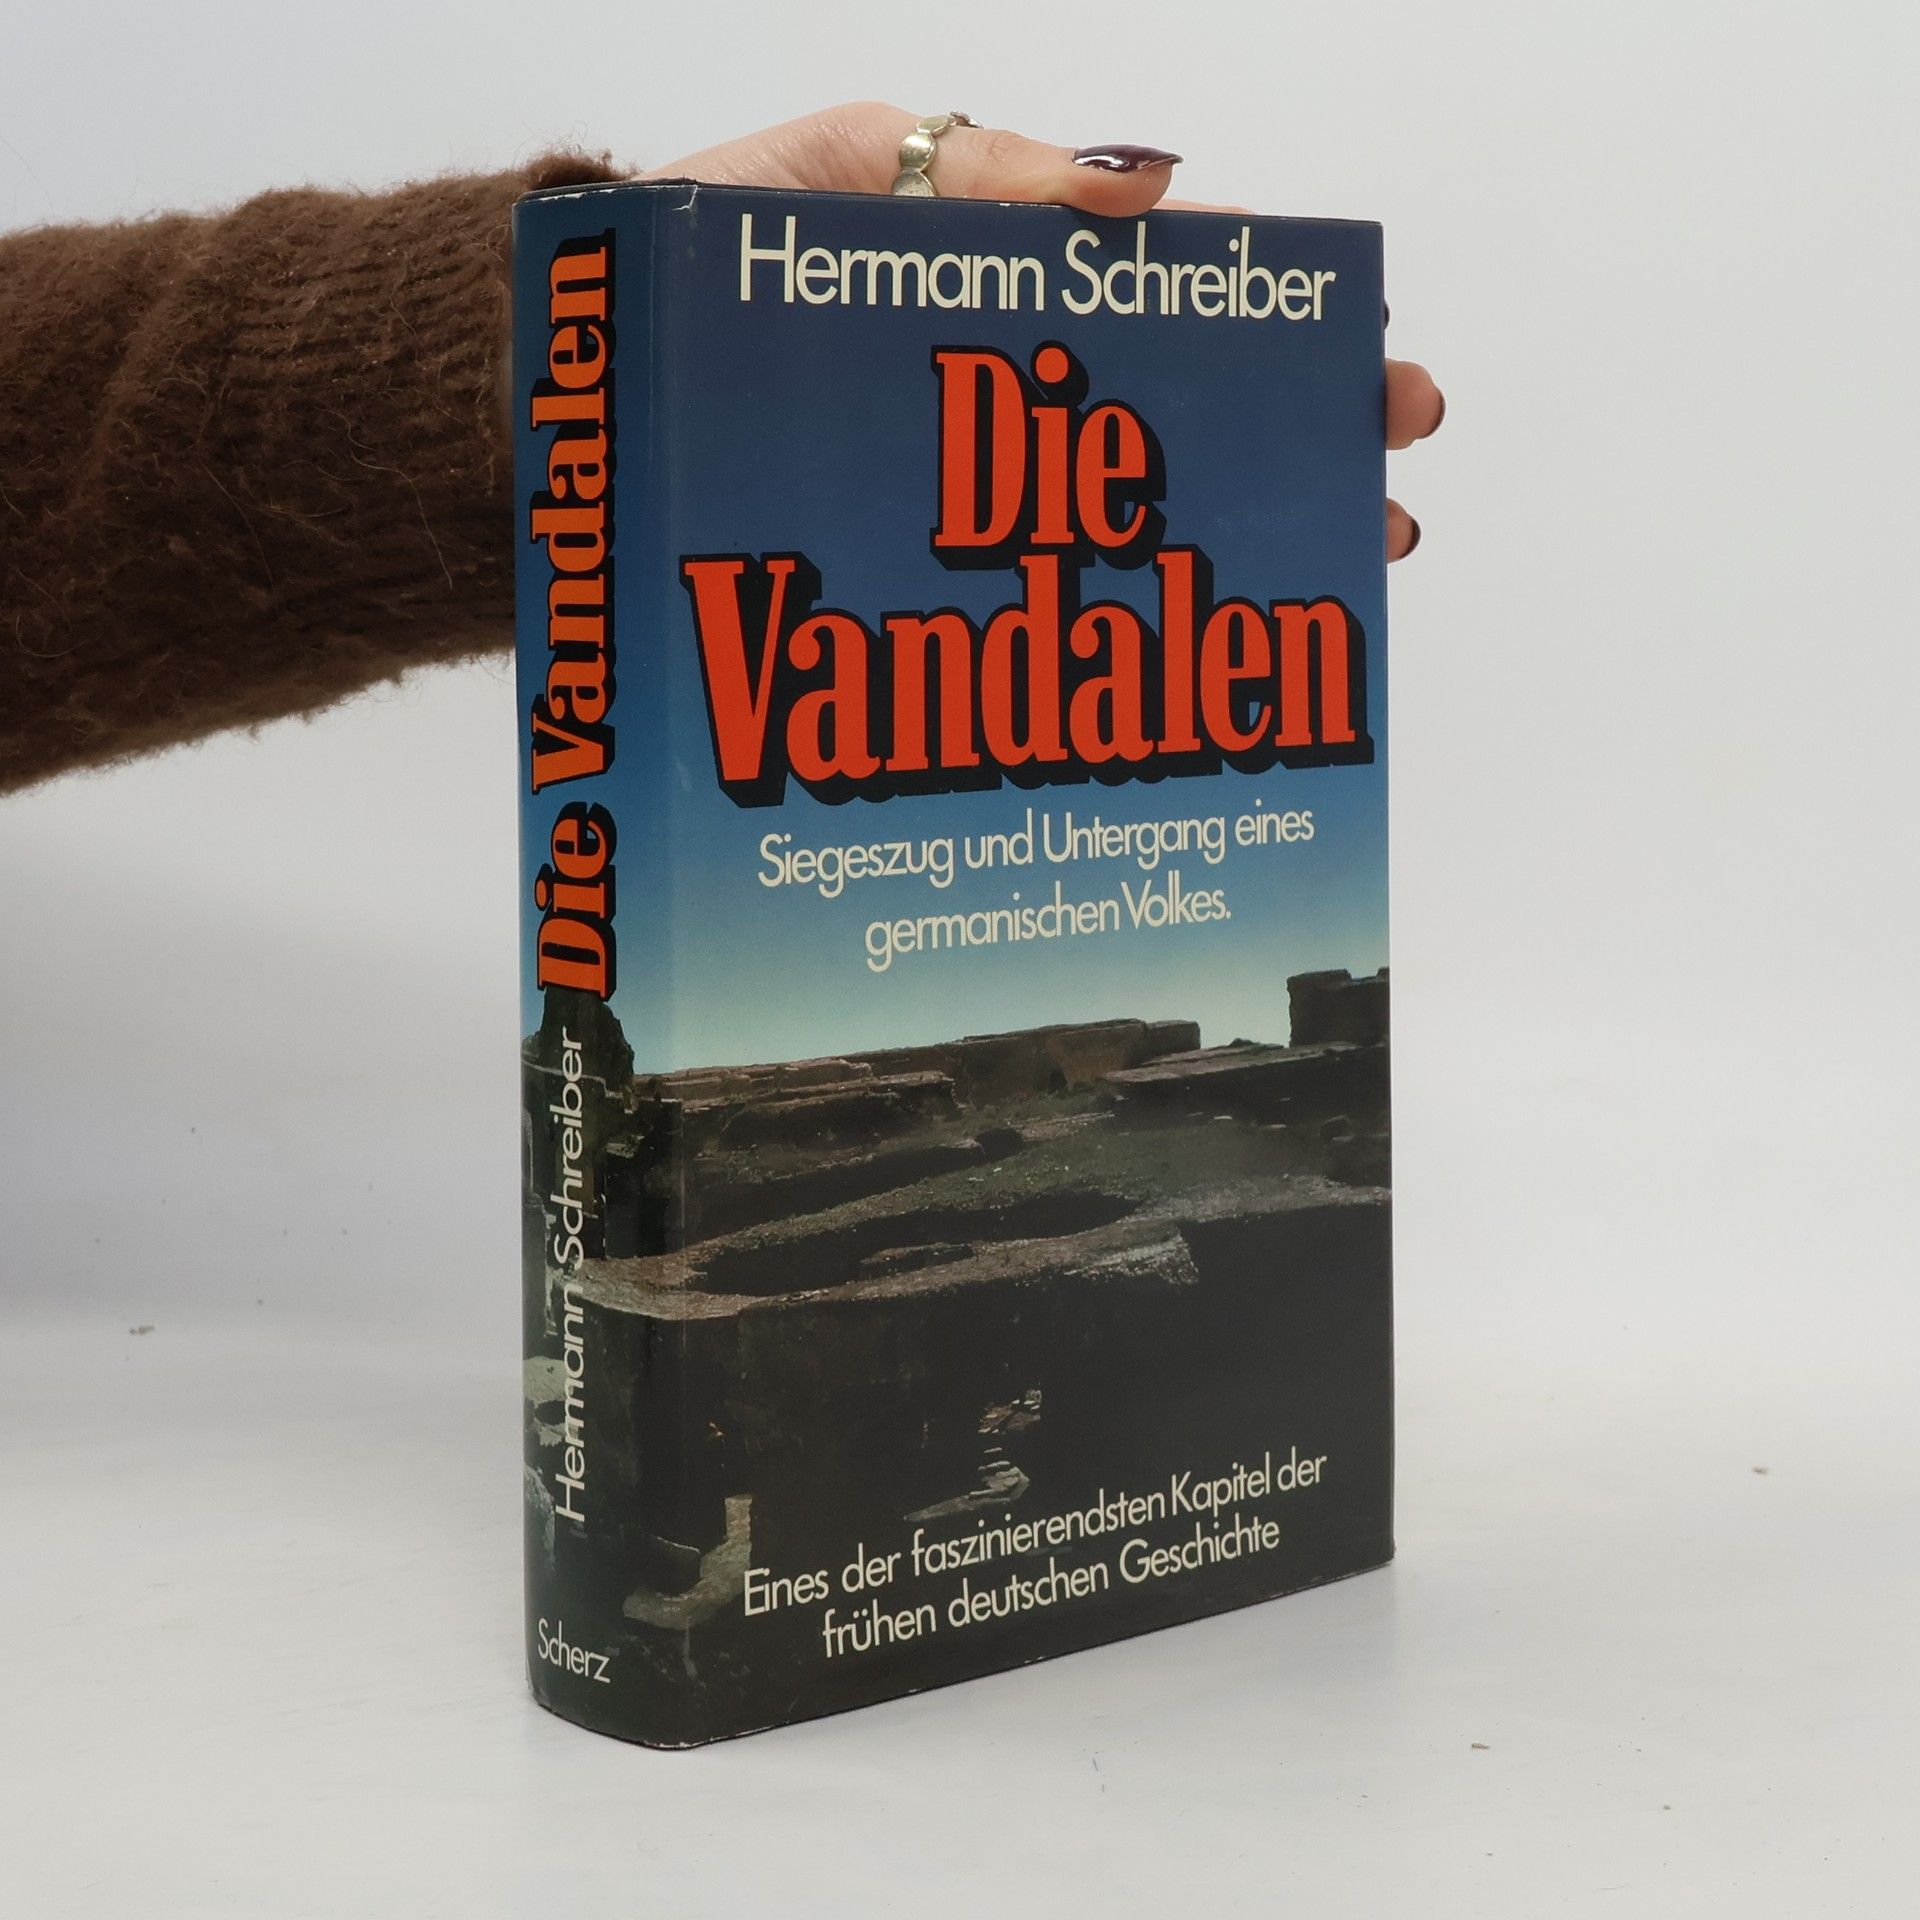 Hermann Schreiber
Die
Vandalen
Siegeszug und Untergang eines
germanischen Volkes.
Eines der faszinierendsten Kapitel der
frühen deutschen Geschichte
Hermann Schreiber Die Vandalen
Scherz